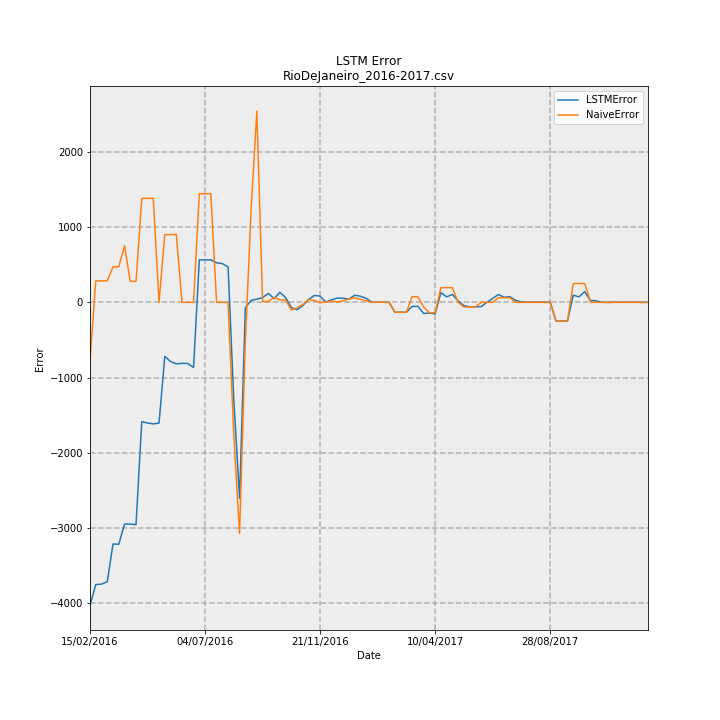 LSTM Error
RioDeJaneiro_2016-2017.csv
LSTMError
NaiveError
2000
1000
0
−1000
−2000
−3000
−4000
Error
15/02/2016 04/07/2016 21/11/2016 10/04/2017 28/08/2017
Date